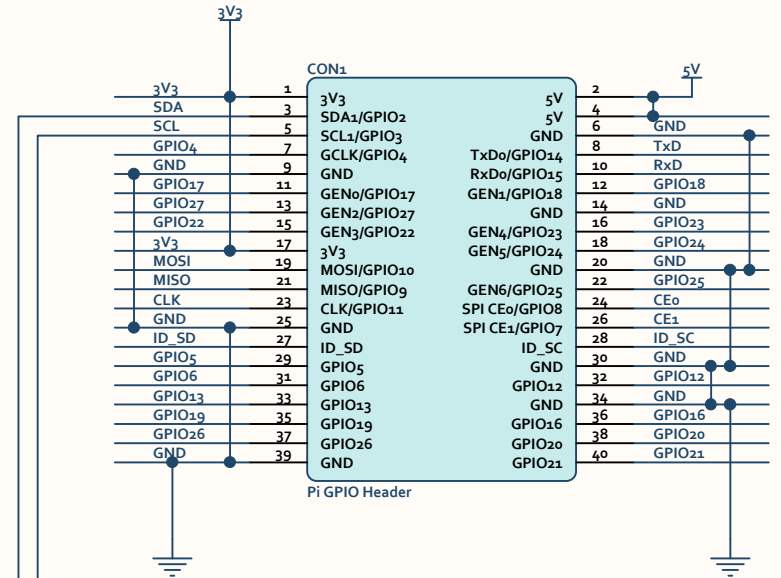 3V3
CON1
5V
3V3 1 3V3 5V 2
SDA 3 SDA1/GPIO2 5V 4
SCL 5 SCL1/GPIO3 GND 6 GND
GPIO4 7 GCLK/GPIO4 TxD0/GPIO14 8 TxD
GND 9 GND RxD0/GPIO15 10 RxD
GPIO17 11 GEN0/GPIO17 GEN1/GPIO18 12 GPIO18
GPIO27 13 GEN2/GPIO27 GND 14 GND
GPIO22 15 GEN3/GPIO22 GEN4/GPIO23 16 GPIO23
3V3 17 3V3 GEN5/GPIO24 18 GPIO24
MOSI 19 MOSI/GPIO10 GND 20 GND
MISO 21 MISO/GPIO9 GEN6/GPIO25 22 GPIO25
CLK 23 CLK/GPIO11 SPI CE0/GPIO8 24 CE0
GND 25 GND SPI CE1/GPIO7 26 CE1
ID_SD 27 ID_SD ID_SC 28 ID_SC
GPIO5 29 GPIO5 GND 30 GND
GPIO6 31 GPIO6 GPIO12 32 GPIO12
GPIO13 33 GPIO13 GND 34 GND
GPIO19 35 GPIO19 GPIO16 36 GPIO16
GPIO26 37 GPIO26 GPIO20 38 GPIO20
GND 39 GND GPIO21 40 GPIO21
Pi GPIO Header